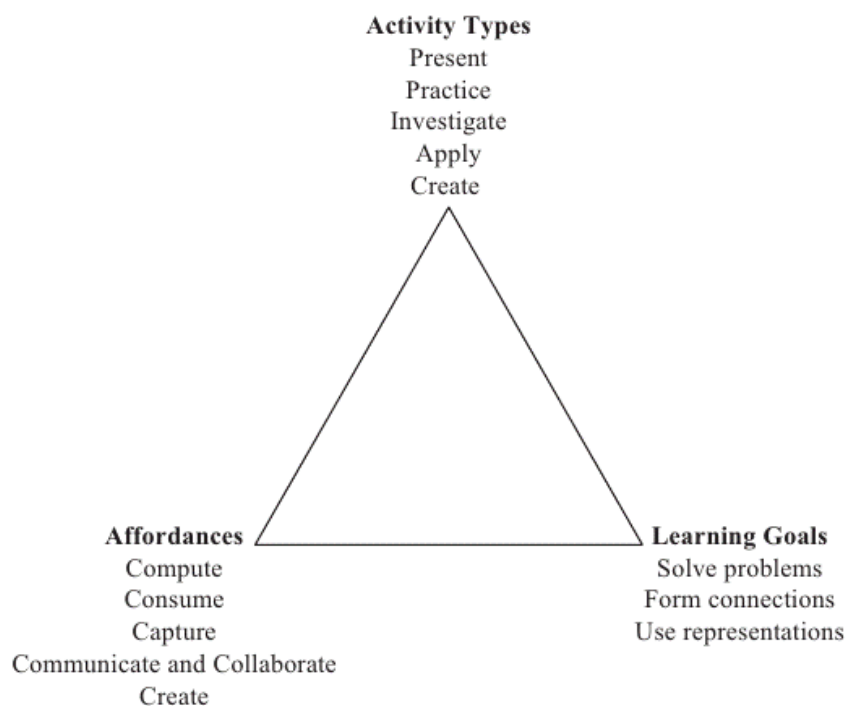 Activity Types
Present
Practice
Investigate
Apply
Create
Affordances
Compute
Consume
Capture
Communicate and Collaborate
Create
Learning Goals
Solve problems
Form connections
Use representations